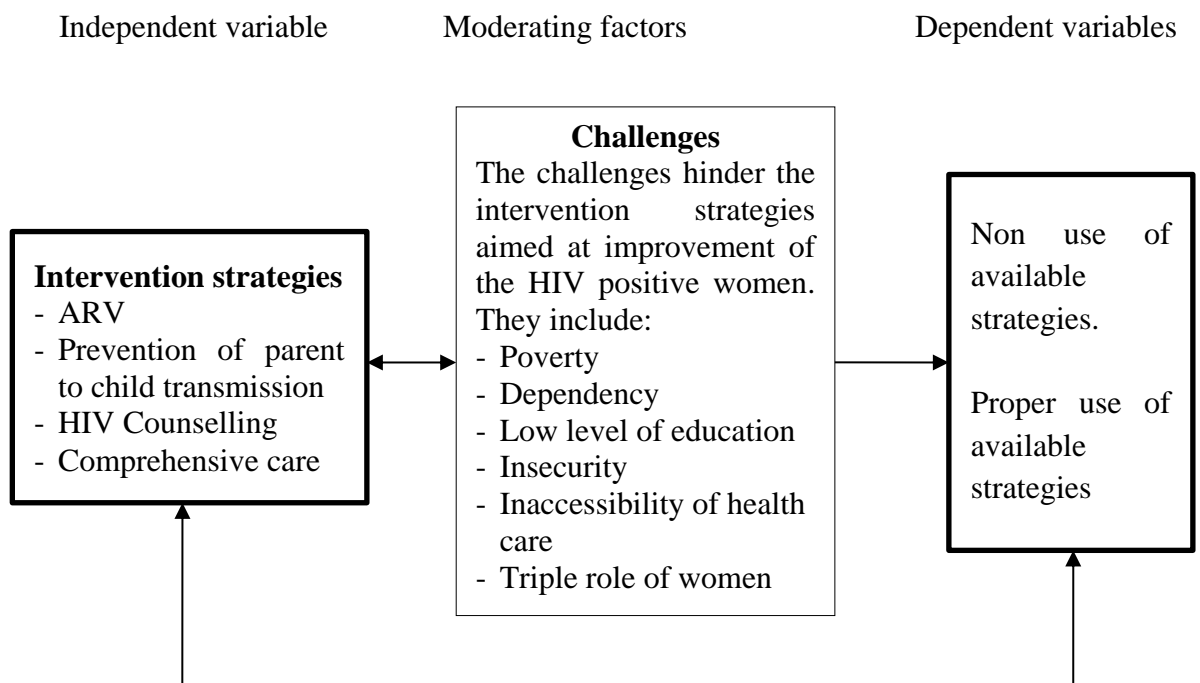 Independent variable
Moderating factors
Dependent variables
Intervention strategies
- ARV
- Prevention of parent
to child transmission
- HIV Counselling
- Comprehensive care
Challenges
The challenges hinder the
intervention strategies
aimed at improvement of
the HIV positive women.
They include:
- Poverty
- Dependency
- Low level of education
- Insecurity
- Inaccessibility of health
care
- Triple role of women
Non use of
available
strategies.
Proper use of
available
strategies